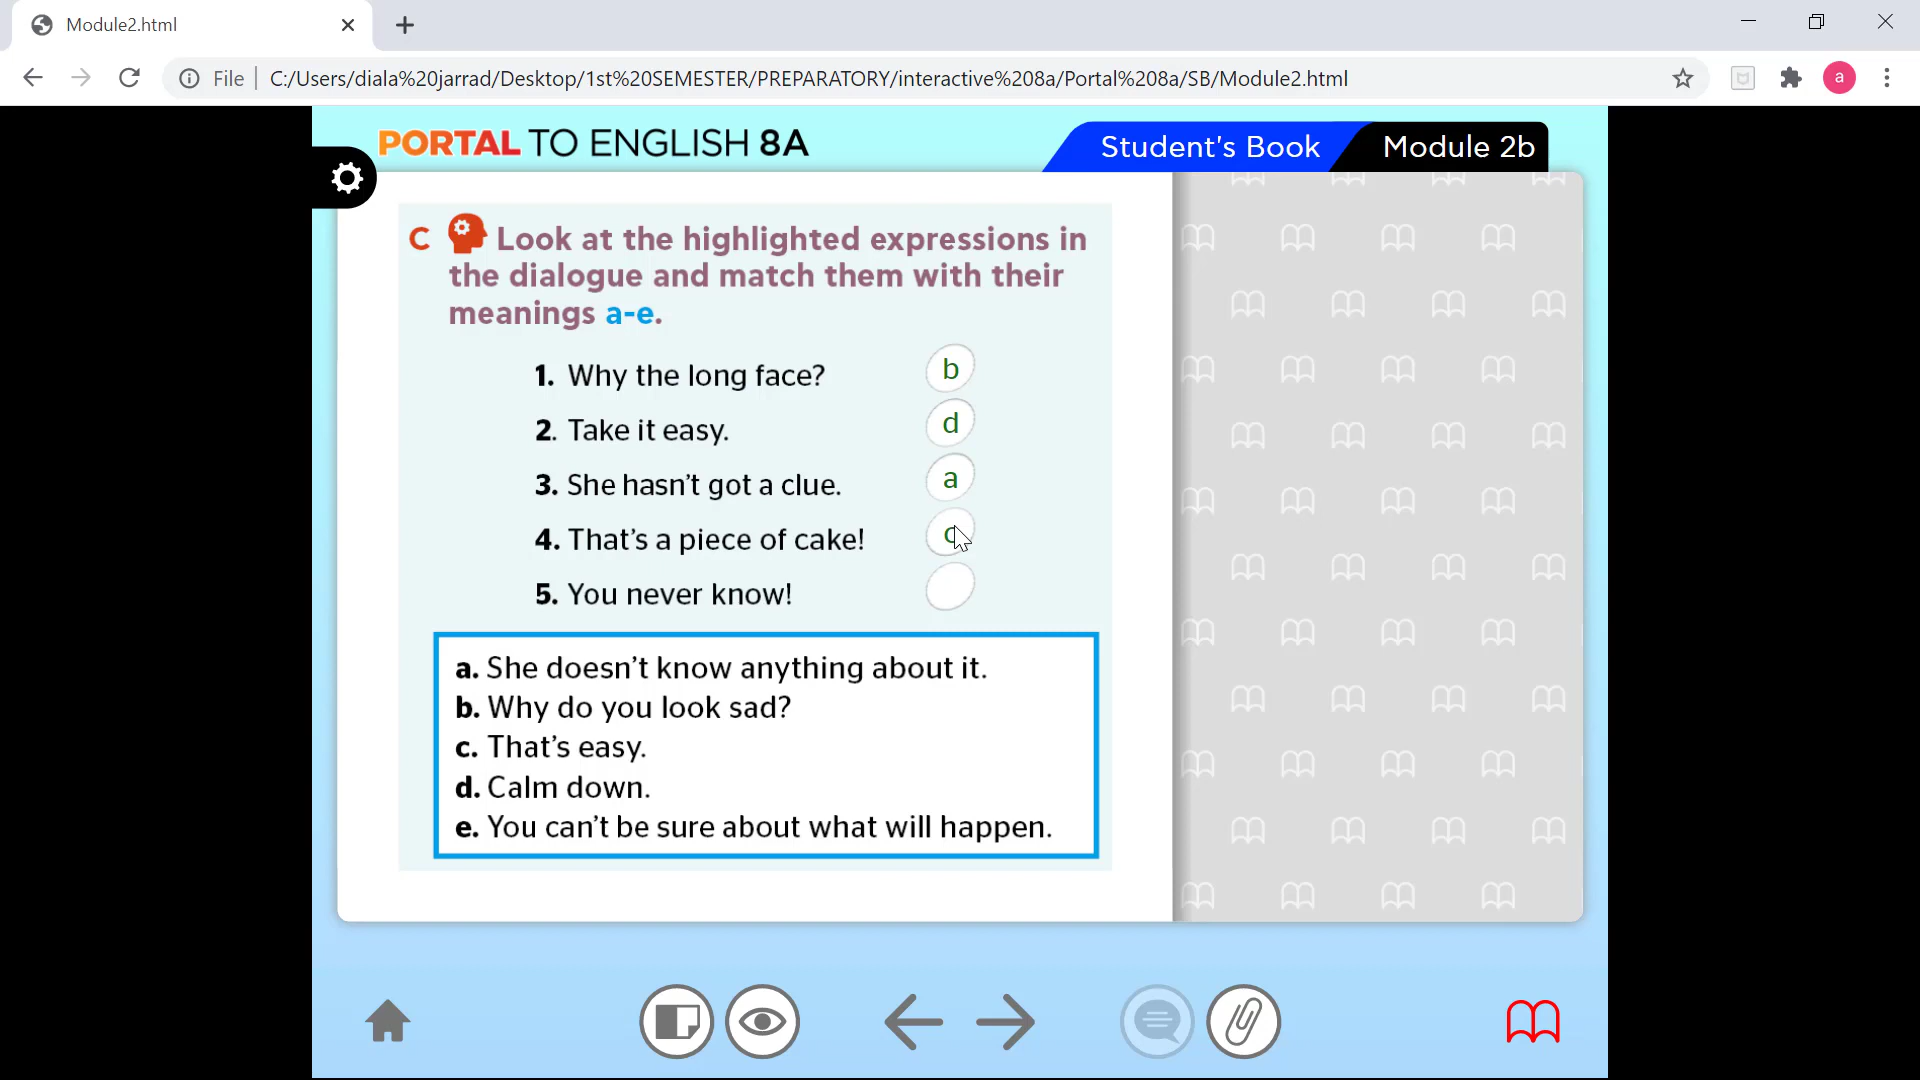 Module2.html
File
C:/Users/diala%20jarrad/Desktop/1st%20SEMESTER/PREPARATORY/interactive%208a/Portal%208a/SB/Module2.html
a
PORTAL TO ENGLISH 8A
Student's Book
Module 2b
C Look at the highlighted expressions in
the dialogue and match them with their
meanings a-e.
1. Why the long face? b
2. Take it easy. d
3. She hasn't got a clue. a
4. That's a piece of cake! c
5. You never know!
a. She doesn't know anything about it.
b. Why do you look sad?
c. That's easy.
d. Calm down.
e. You can't be sure about what will happen.